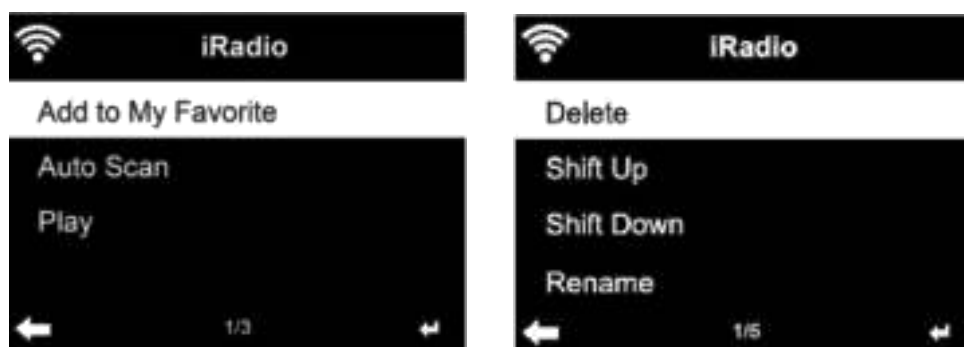 iRadio
Add to My Favorite
Auto Scan
Play
1/3
iRadio
Delete
Shift Up
Shift Down
Rename
1/5